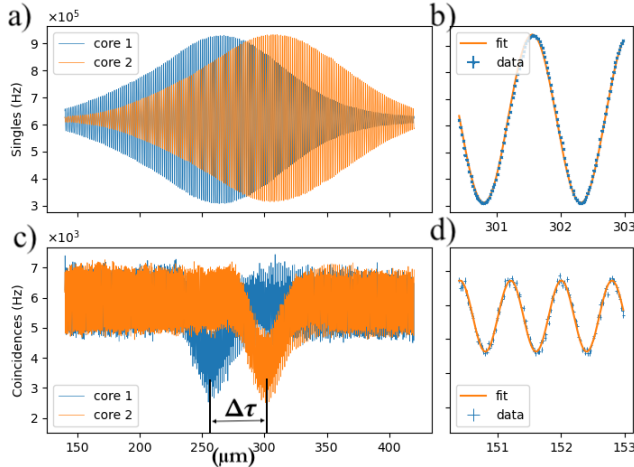 a)
×10⁵
core 1
core 2
Singles (Hz)
9
8
7
6
5
4
3
b)
fit
data
301
302
303
c)
×10³
Coincidences (Hz)
7
6
5
4
3
2
core 1
core 2
Δτ
150
200
250
300
350
400
(μm)
d)
fit
data
151
152
153